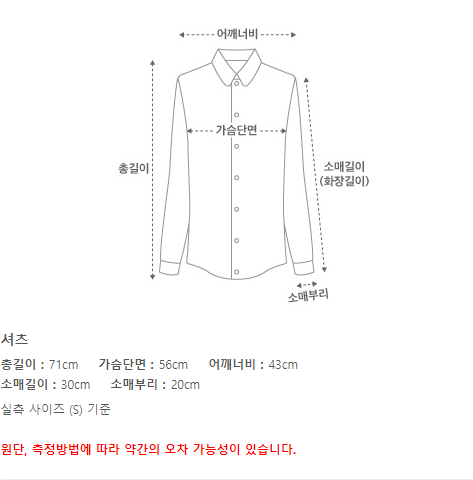 어깨너비
가슴단면
총길이
소매길이
(화장길이)
소매부리
셔츠
총길이 : 71cm 가슴단면 : 56cm 어깨너비 : 43cm
소매길이 : 30cm 소매부리 : 20cm
실측 사이즈 (S) 기준
원단, 측정방법에 따라 약간의 오차 가능성이 있습니다.